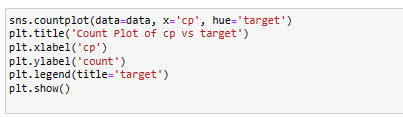 sns.countplot(data=data, x='cp', hue='target')
plt.title('Count Plot of cp vs target')
plt.xlabel('cp')
plt.ylabel('count')
plt.legend(title='target')
plt.show()